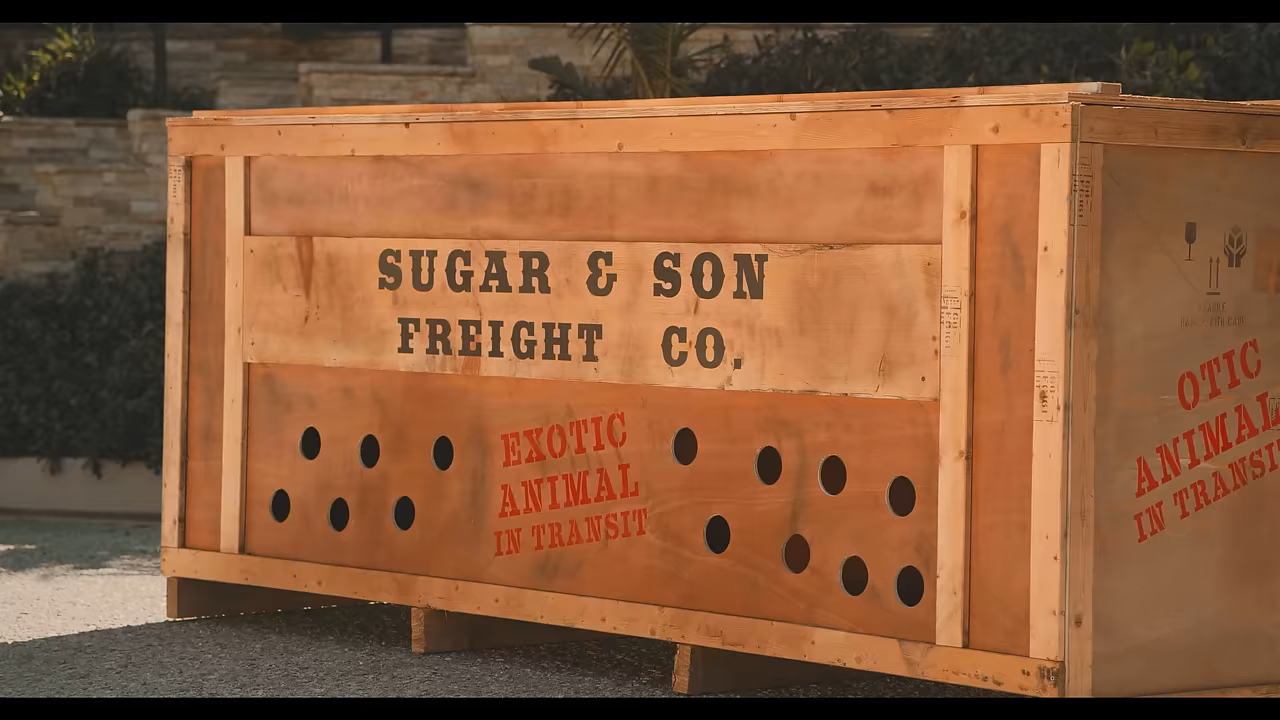 SUGAR & SON
FREIGHT CO.
EXOTIC
ANIMAL
IN TRANSIT
OTIC
ANIMAL
IN TRANSIT